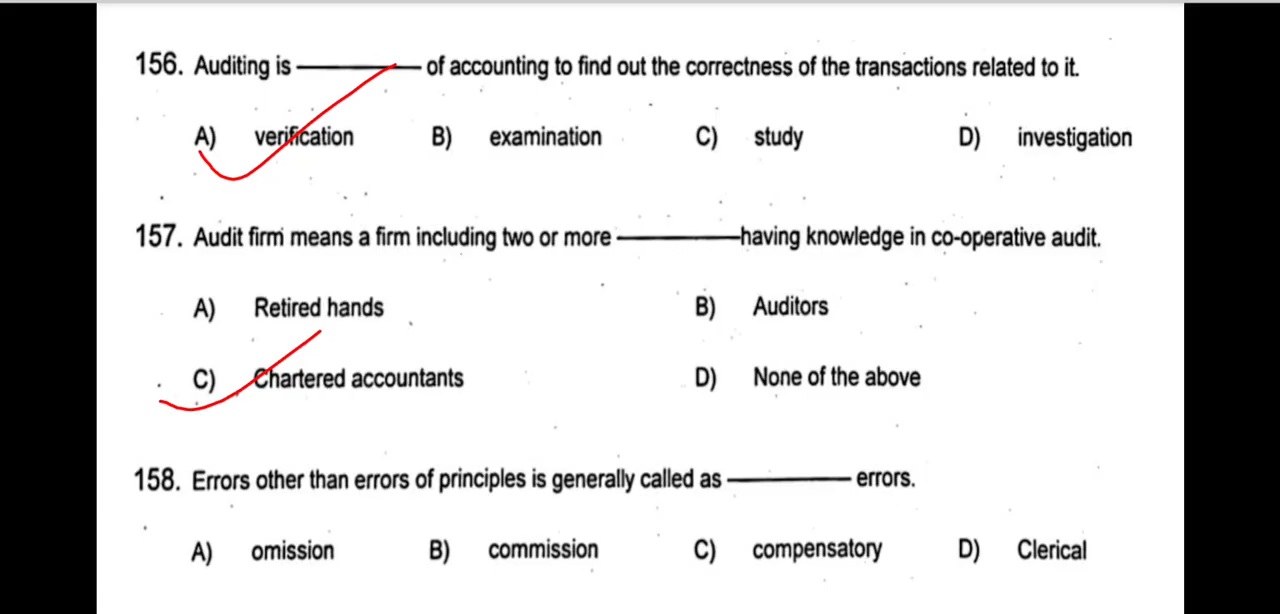 156. Auditing is ———— of accounting to find out the correctness of the transactions related to it.
A) verification B) examination C) study D) investigation
157. Audit firm means a firm including two or more ———— having knowledge in co-operative audit.
A) Retired hands B) Auditors
C) Chartered accountants D) None of the above
158. Errors other than errors of principles is generally called as ———— errors.
A) omission B) commission C) compensatory D) Clerical